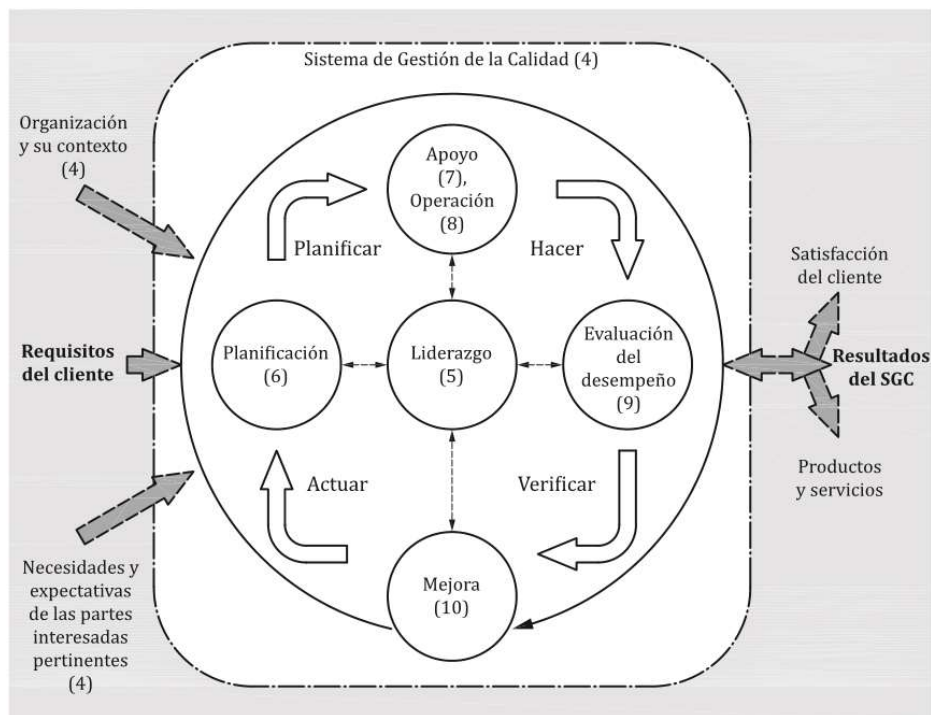 Sistema de Gestión de la Calidad (4)
Organización
y su contexto
(4)
Apoyo
(7),
Operación
(8)
Planificar
Hacer
Satisfacción
del cliente
Requisitos
del cliente
Planificación
(6)
Liderazgo
(5)
Evaluación
del
desempeño
(9)
Resultados
del SGC
Actuar
Verificar
Productos
y servicios
Necesidades y
expectativas
de las partes
interesadas
pertinentes
(4)
Mejora
(10)